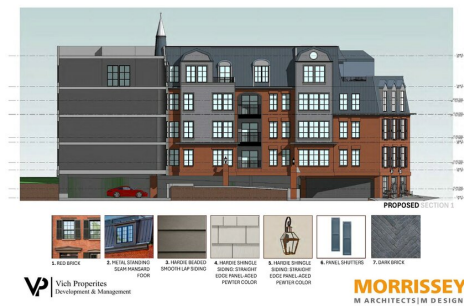 PROPOSED SECTION 1
1. RED BRICK
2. METAL STANDING
SEAM MANSARD
FOOR
3. HARDIE BEADED
SMOOTH LAP SIDING
4. HARDIE SHINGLE
SIDING: STRAIGHT
EDGE PANEL-AGED
PEWTER COLOR
5. HARDIE SHINGLE
SIDING: STRAIGHT
EDGE PANEL-AGED
PEWTER COLOR
6. PANEL SHUTTERS
7. DARK BRICK
VP
Vich Properites
Development & Management
MORRISSEY
M ARCHITECTS|M DESIGN